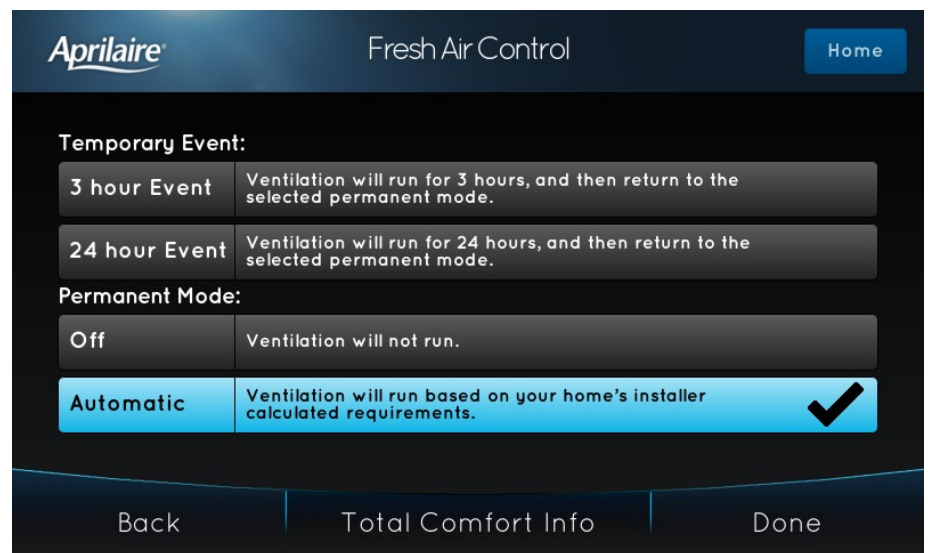 Aprilaire
Fresh Air Control
Home
Temporary Event:
3 hour Event
Ventilation will run for 3 hours, and then return to the
selected permanent mode.
24 hour Event
Ventilation will run for 24 hours, and then return to the
selected permanent mode.
Permanent Mode:
Off
Ventilation will not run.
Automatic
Ventilation will run based on your home's installer
calculated requirements.
Back
Total Comfort Info
Done